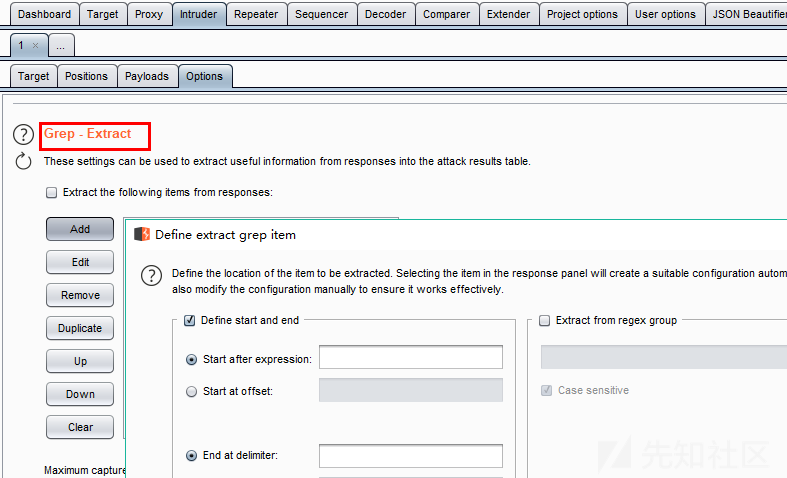 Dashboard Target Proxy Intruder Repeater Sequencer Decoder Comparer Extender Project options User options JSON Beautifier
1 × ...
Target Positions Payloads Options
? Grep - Extract
These settings can be used to extract useful information from responses into the attack results table.
Extract the following items from responses:
Add
Define extract grep item
Edit
? Define the location of the item to be extracted. Selecting the item in the response panel will create a suitable configuration autom
also modify the configuration manually to ensure it works effectively.
Remove
Duplicate
Define start and end
Extract from regex group
Up
Start after expression:
Down
Start at offset:
Case sensitive
Clear
End at delimiter:
Maximum capture
先知社区